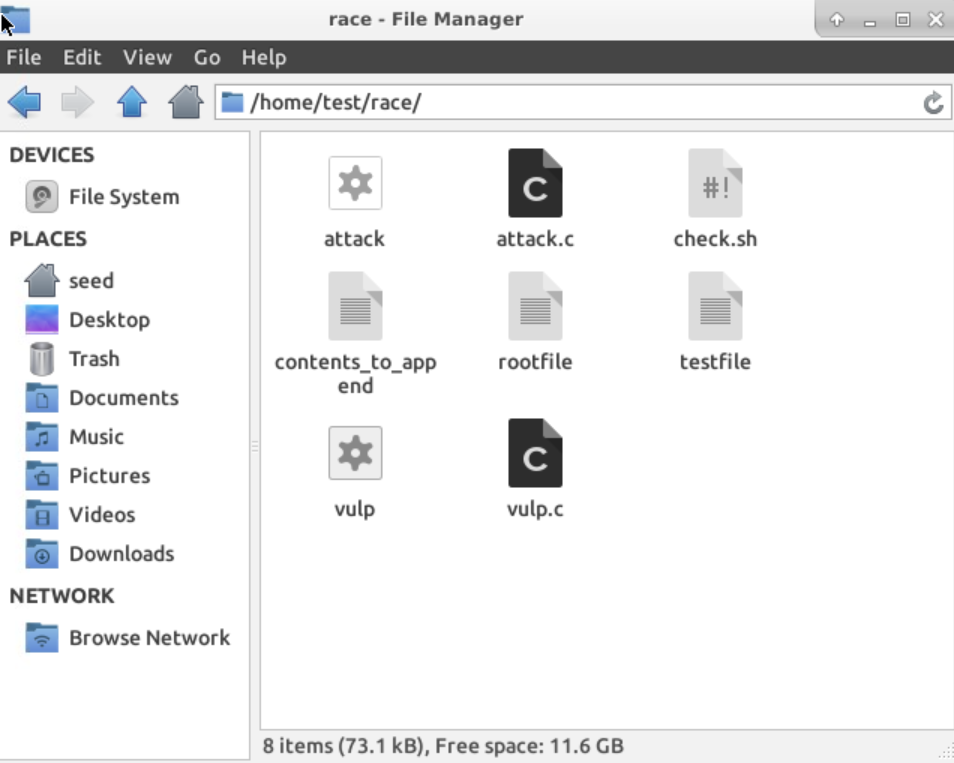 race - File Manager
File Edit View Go Help
/home/test/race/
DEVICES
File System
PLACES
seed
Desktop
Trash
Documents
Music
Pictures
Videos
Downloads
NETWORK
Browse Network
attack attack.c check.sh
C
C
#!
contents_to_app
end
rootfile testfile
vulp vulp.c
8 items (73.1 kB), Free space: 11.6 GB